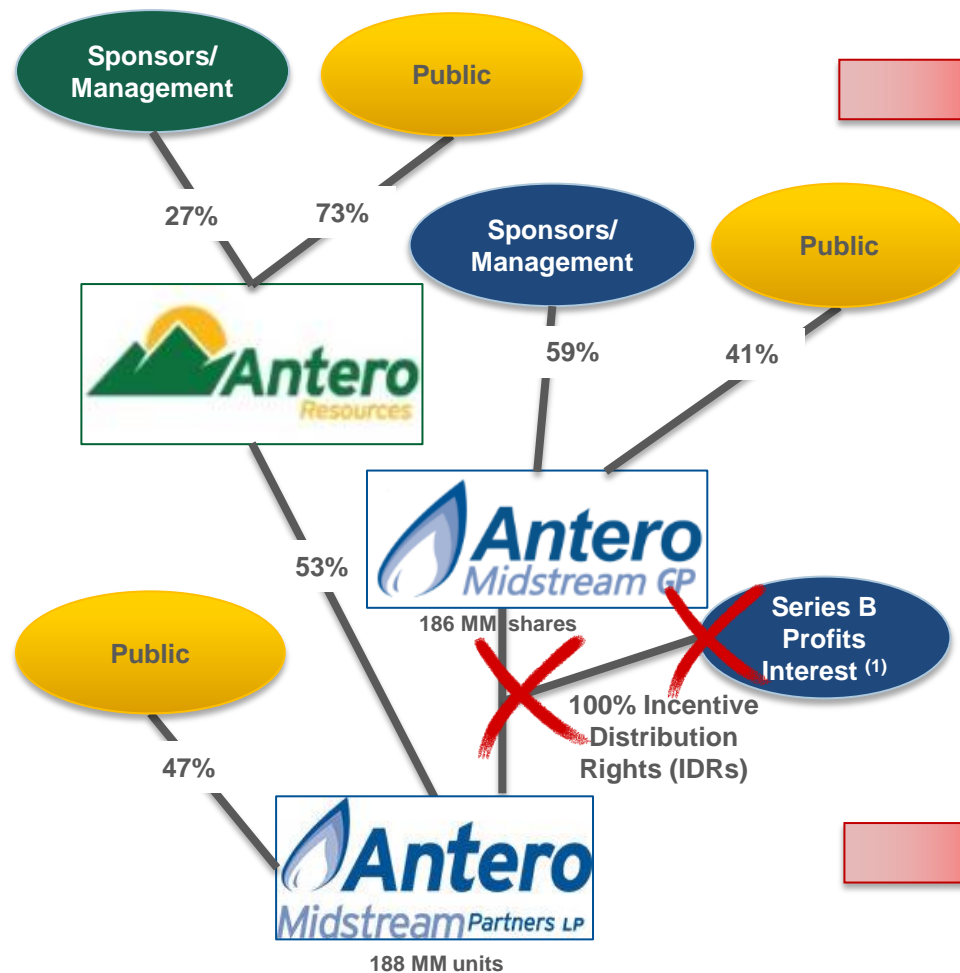 Sponsors/
Management
Public
27%
73%
Sponsors/
Management
Public
59%
41%
Antero
Resources
Antero
Midstream GP
186 MM shares
53%
Series B
Profits
Interest (1)
100% Incentive
Distribution
Rights (IDRs)
Public
47%
Antero
Midstream Partners LP
188 MM units